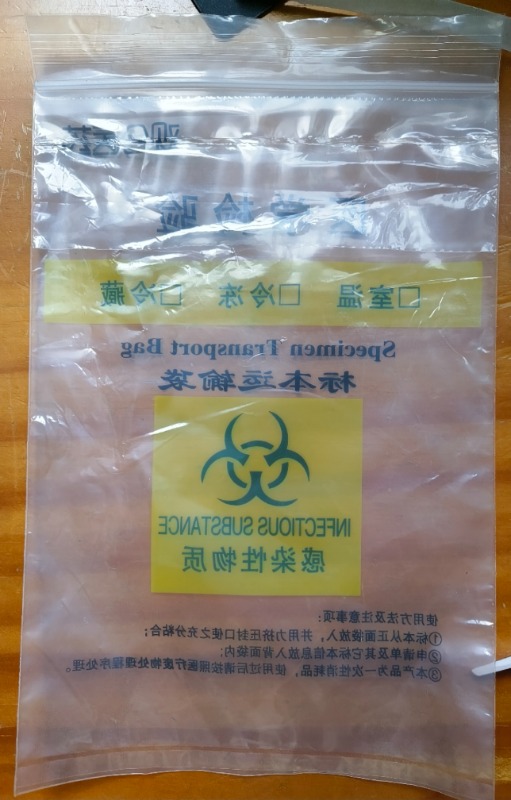 检验
□室温 □冷冻 □冷藏
Specimen Transport Bag
标本运输袋
INFECTIOUS SUBSTANCE
感染性物质
使用方法及注意事项:
①标本从正面袋放入，并用力挤压封口使之充分粘合;
②申请单及其它标本信息放入背面袋内;
③本产品为一次性消耗品，使用过后请按照医疗废物处理程序处理。